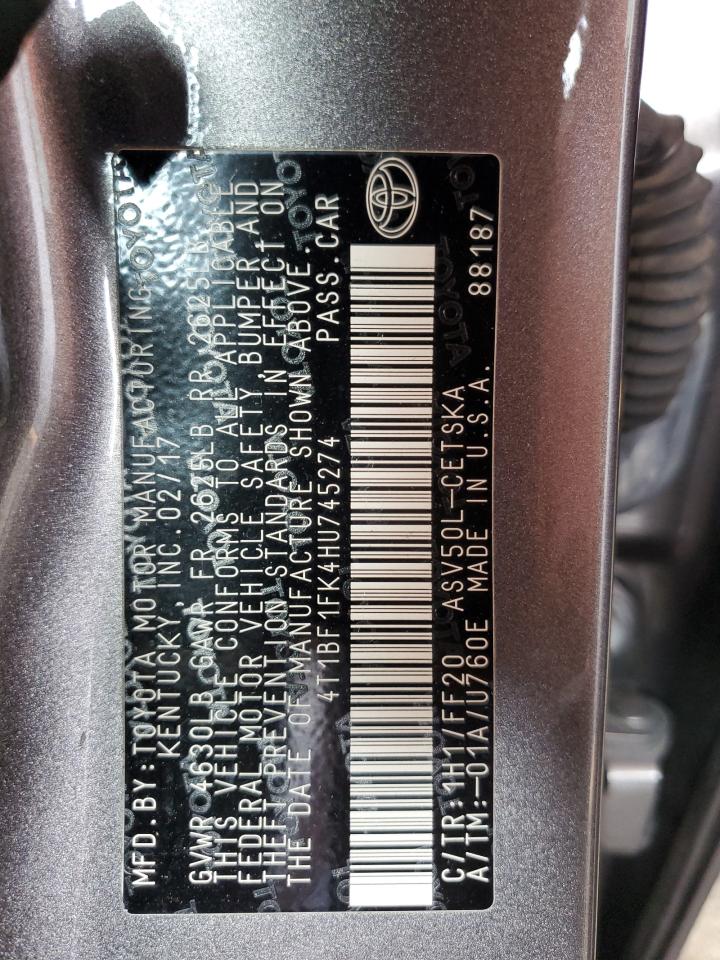 MFD. BY: TOYOTA MOTOR MANUFACTURING
KENTUCKY, INC. 02/17
GVWR 4630LB GAWR FR 2625LB RR 2625LB
THIS VEHICLE CONFORMS TO ALL APPLICABLE
FEDERAL MOTOR VEHICLE SAFETY, BUMPER AND
THEFT PREVENTION STANDARDS IN EFFECT ON
THE DATE OF MANUFACTURE SHOWN ABOVE.
4T1BF1FK4HU745274 PASS. CAR
C/TR:1H1/FF20 ASV50L-CETSKA 88187
A/TM:-01A/U760E MADE IN U.S.A.